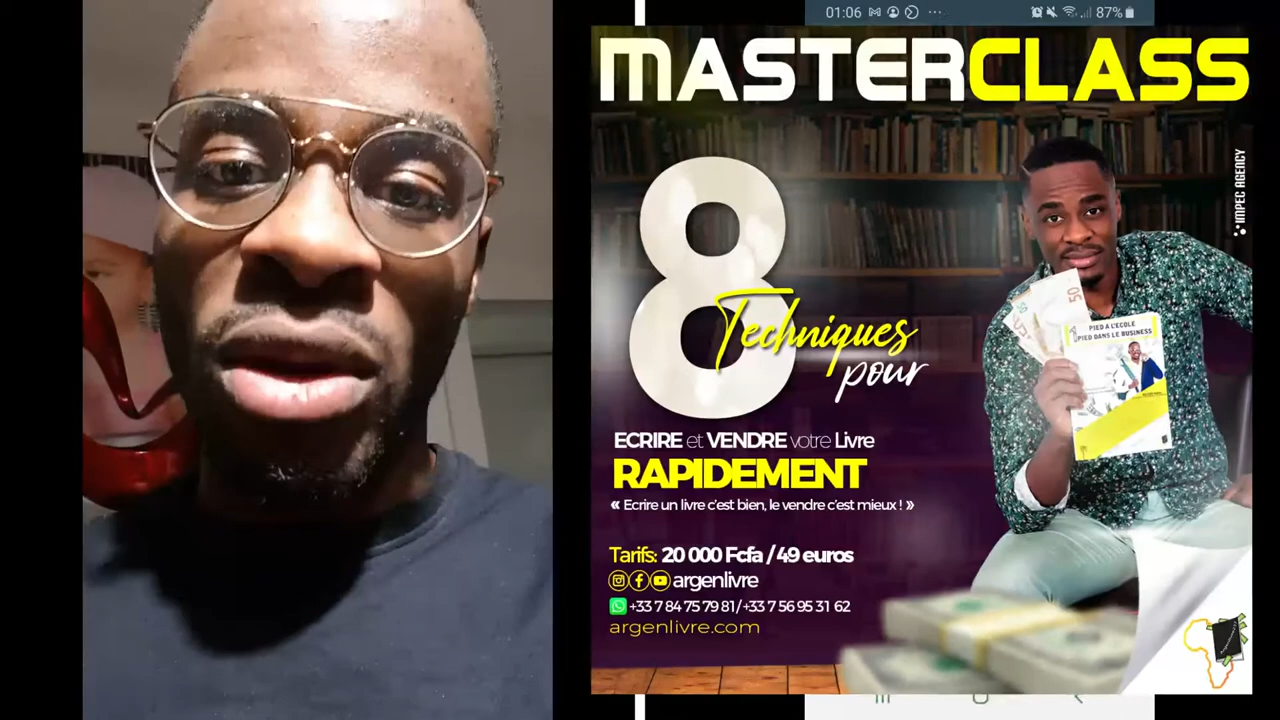 01:06
87%
MASTERCLASS
IMPEC AGENCY
8
Techniques
pour
50
PIED A L'ECOLE
1 PIED DANS LE BUSINESS
ECRIRE et VENDRE votre Livre
RAPIDEMENT
« Ecrire un livre c'est bien, le vendre c'est mieux ! »
Tarifs: 20 000 Fcfa / 49 euros
argenlivre
+33 7 84 75 79 81 / +33 7 56 95 31 62
argenlivre.com